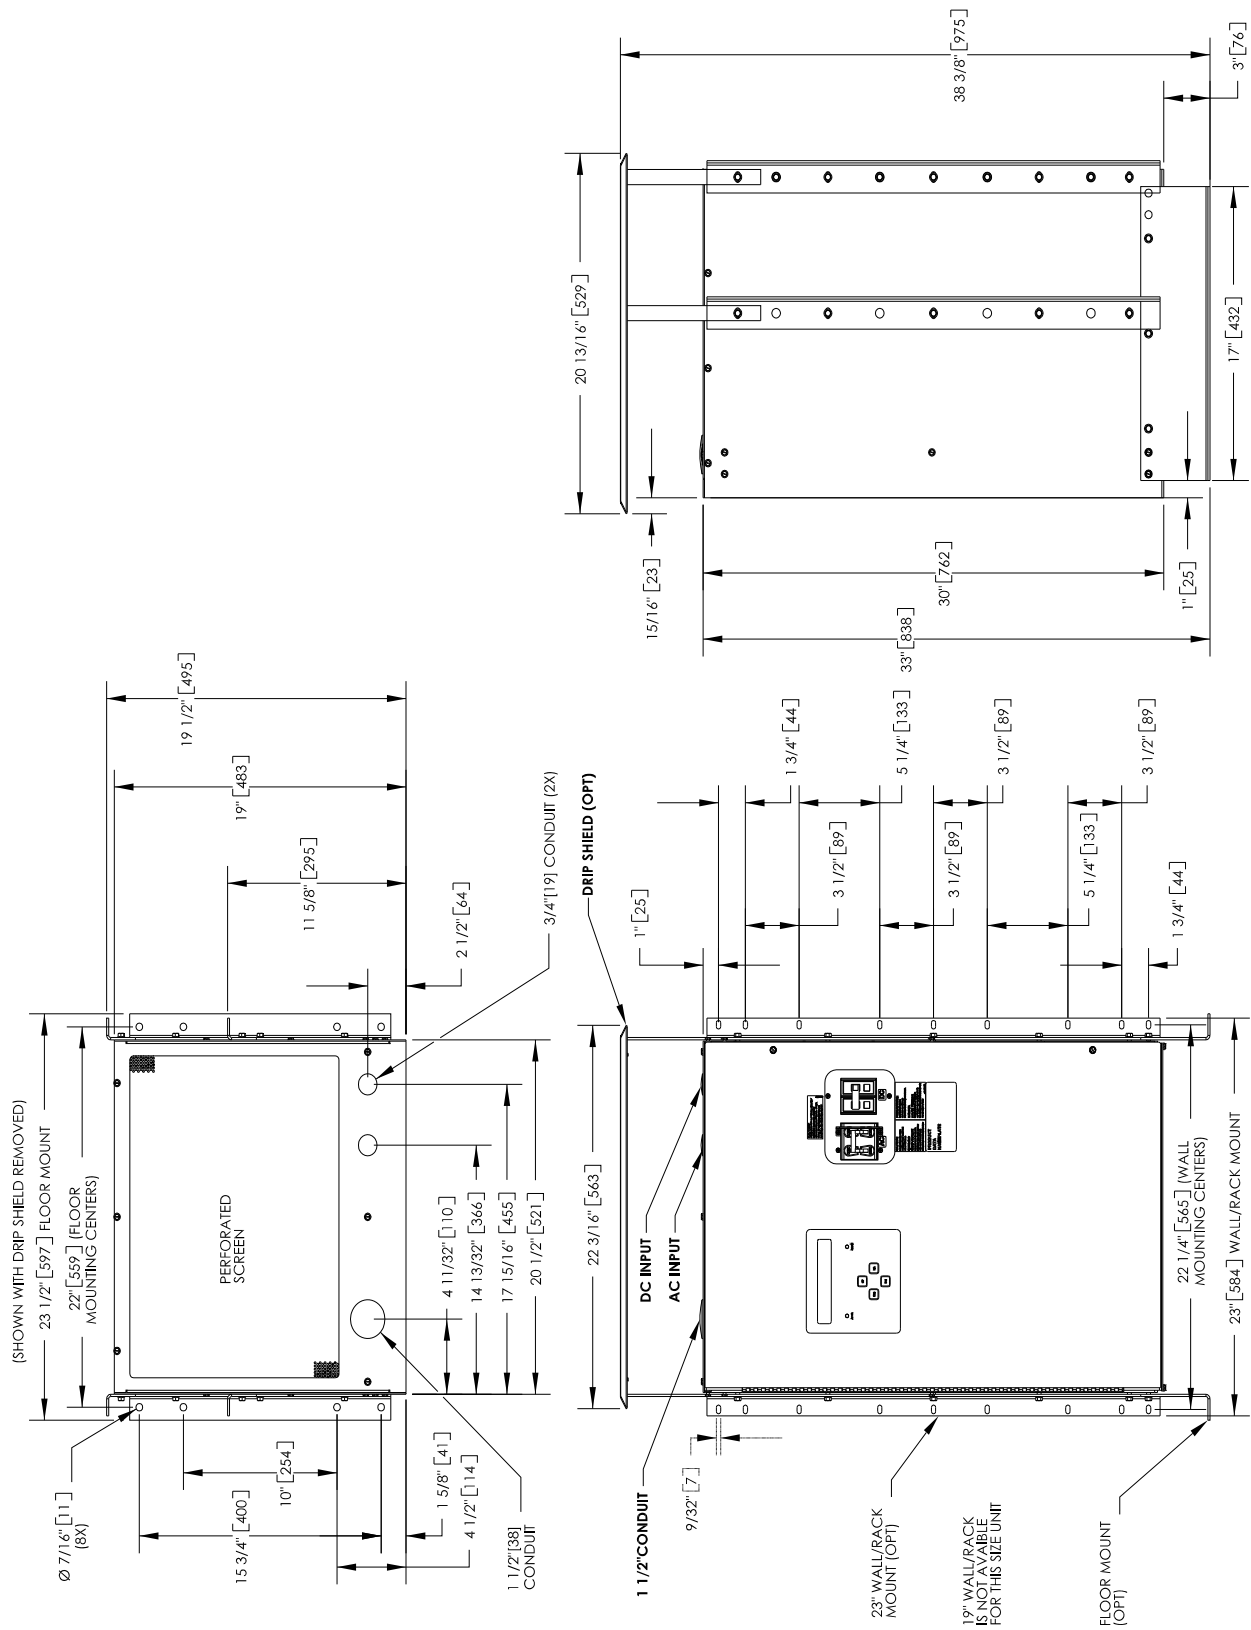 (SHOWN WITH DRIP SHIELD REMOVED)
23 1/2" [597] FLOOR MOUNT
22" [559] (FLOOR
MOUNTING CENTERS)
Ø 7/16" [11]
(8X)
15 3/4" [400]
10" [254]
1 5/8" [41]
4 1/2" [114]
1 1/2"[38]
CONDUIT
PERFORATED
SCREEN
4 11/32" [110]
14 13/32" [366]
17 15/16" [455]
20 1/2" [521]
19 1/2" [495]
19" [483]
11 5/8" [295]
2 1/2" [64]
3/4"[19] CONDUIT (2X)
DRIP SHIELD (OPT)
22 3/16" [563]
DC INPUT
AC INPUT
1 1/2"CONDUIT
9/32" [7]
23" WALL/RACK
MOUNT (OPT)
19" WALL/RACK
IS NOT AVAIBLE
FOR THIS SIZE UNIT
FLOOR MOUNT
(OPT)
22 1/4" [565] (WALL
MOUNTING CENTERS)
23" [584] WALL/RACK MOUNT
1" [25]
1 3/4" [44]
3 1/2" [89]
5 1/4" [133]
3 1/2" [89]
3 1/2" [89]
5 1/4" [133]
3 1/2" [89]
1 3/4" [44]
20 13/16" [529]
15/16" [23]
38 3/8" [975]
3" [76]
17" [432]
1" [25]
30" [762]
33" [838]